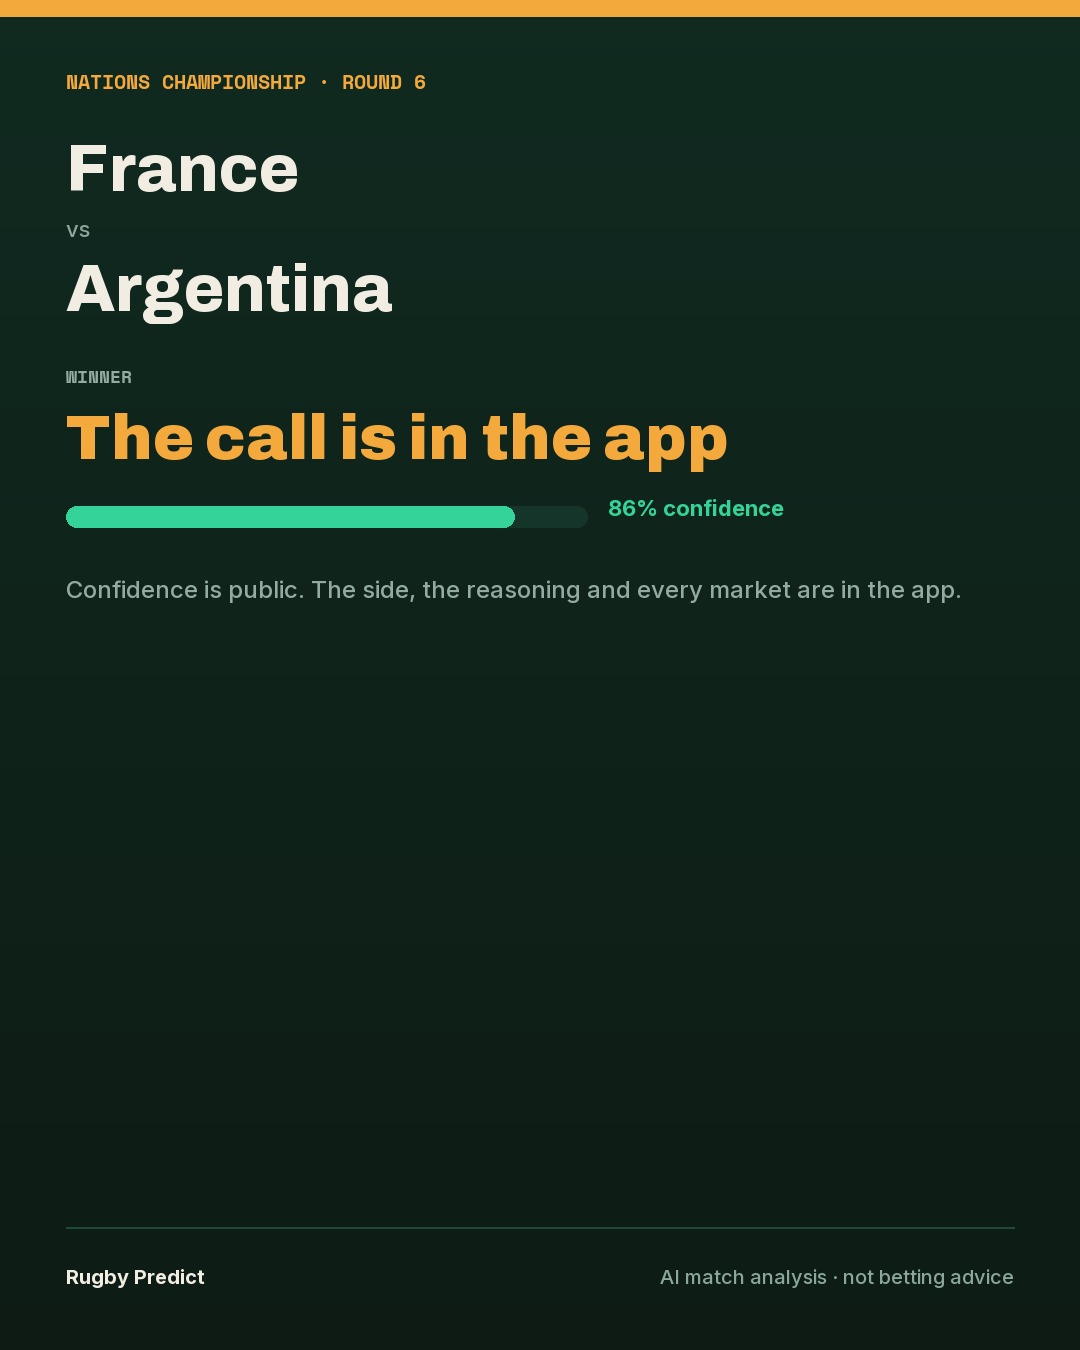 NATIONS CHAMPIONSHIP · ROUND 6
France
VS
Argentina
WINNER
The call is in the app
86% confidence
Confidence is public. The side, the reasoning and every market are in the app.
Rugby Predict
AI match analysis · not betting advice